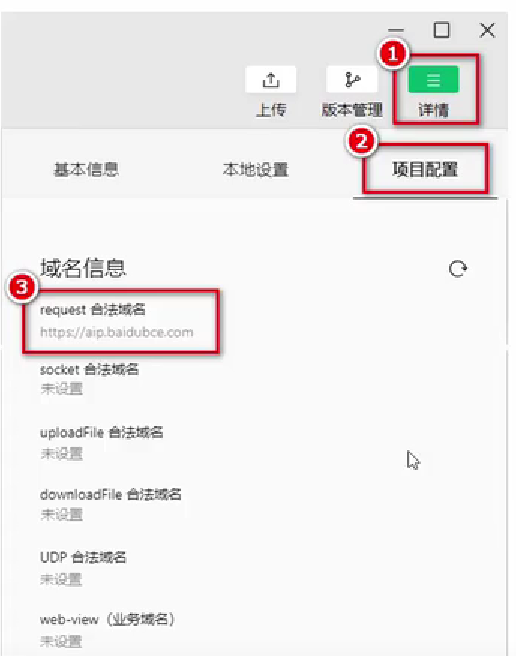 1
上传
版本管理
详情
2
基本信息
本地设置
项目配置
域名信息
3
request 合法域名
https://aip.baidubce.com
socket 合法域名
未设置
uploadFile 合法域名
未设置
downloadFile 合法域名
未设置
UDP 合法域名
未设置
web-view（业务域名）
未设置